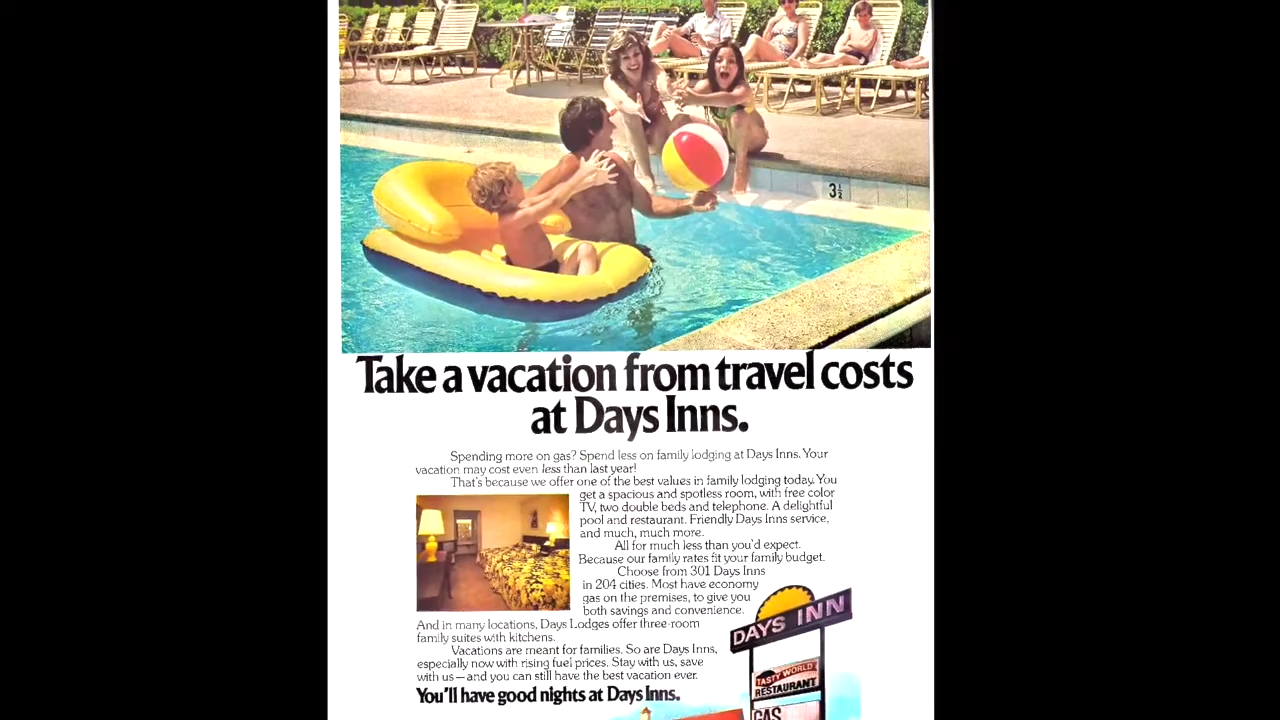 3½
Take a vacation from travel costs
at Days Inns.
Spending more on gas? Spend less on family lodging at Days Inns. Your
vacation may cost even less than last year!
That's because we offer one of the best values in family lodging today. You
get a spacious and spotless room, with free color
TV, two double beds and telephone. A delightful
pool and restaurant. Friendly Days Inns service,
and much, much more.
All for much less than you'd expect.
Because our family rates fit your family budget.
Choose from 301 Days Inns
in 204 cities. Most have economy
gas on the premises, to give you
both savings and convenience.
And in many locations, Days Lodges offer three-room
family suites with kitchens.
Vacations are meant for families. So are Days Inns,
especially now with rising fuel prices. Stay with us, save
with us—and you can still have the best vacation ever.
You'll have good nights at Days Inns.
DAYS INN
TASTY WORLD
RESTAURANT
GAS